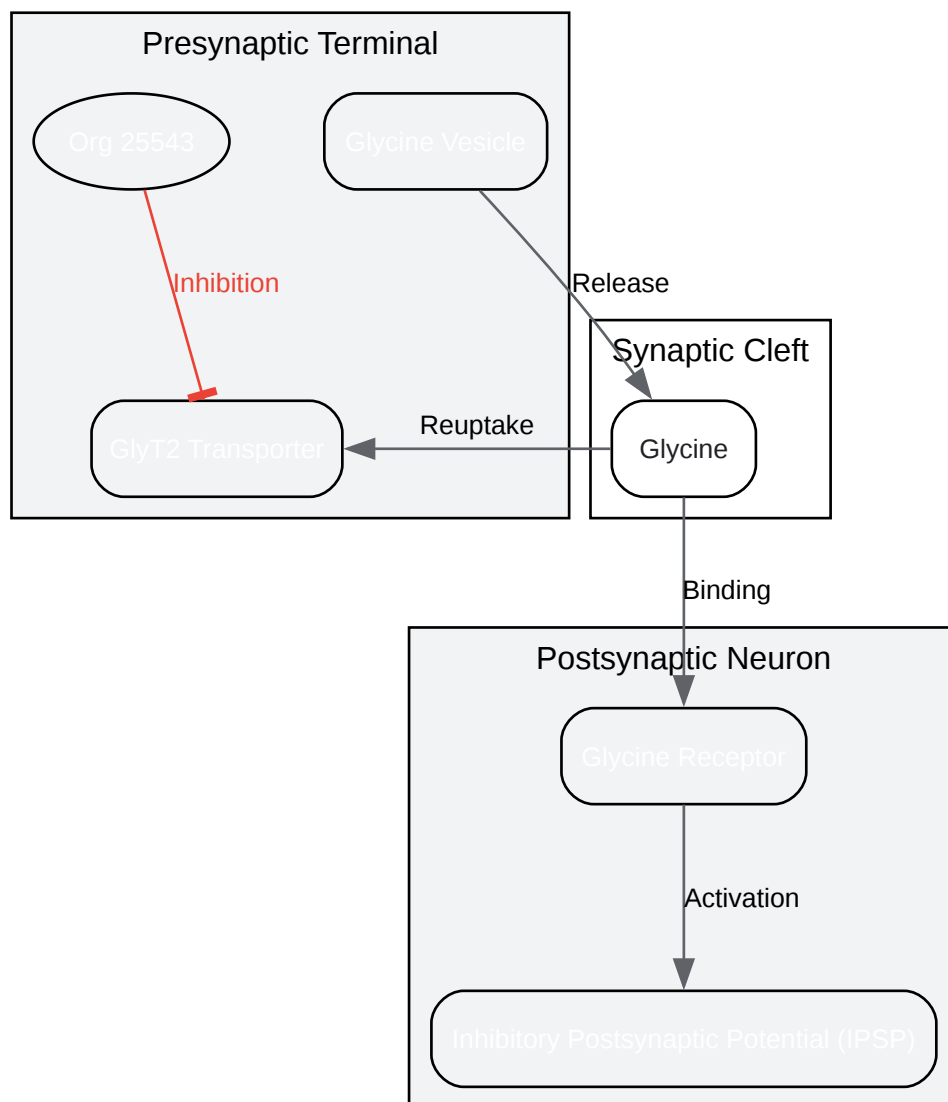 Presynaptic Terminal
Org 25543
Glycine Vesicle
Inhibition
Release
Synaptic Cleft
GlyT2 Transporter
Reuptake
Glycine
Binding
Postsynaptic Neuron
Glycine Receptor
Activation
Inhibitory Postsynaptic Potential (IPSP)